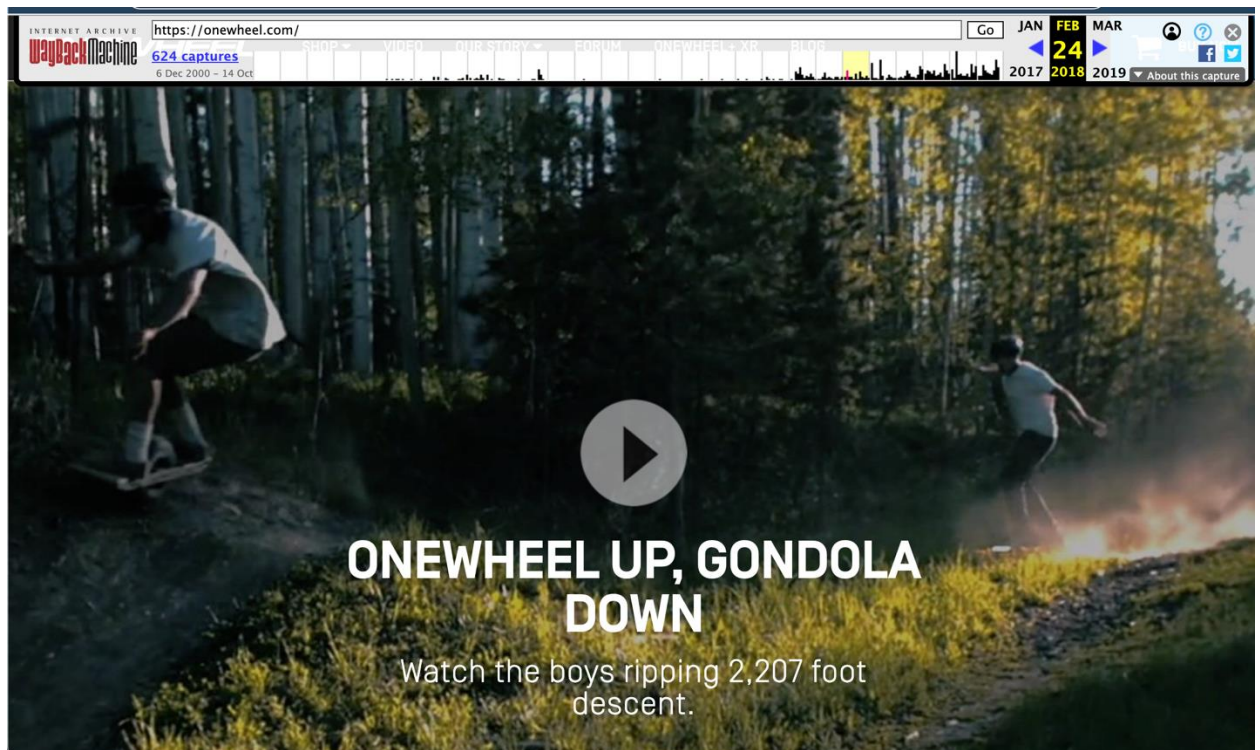 INTERNET ARCHIVE
WayBackMachine
https://onewheel.com/
Go
JAN FEB MAR
24
2017 2018 2019
624 captures
6 Dec 2000 – 14 Oct
About this capture
SHOP VIDEO OUR STORY FORUM ONEWHEEL+ XR BLOG
ONEWHEEL UP, GONDOLA
DOWN
Watch the boys ripping 2,207 foot
descent.